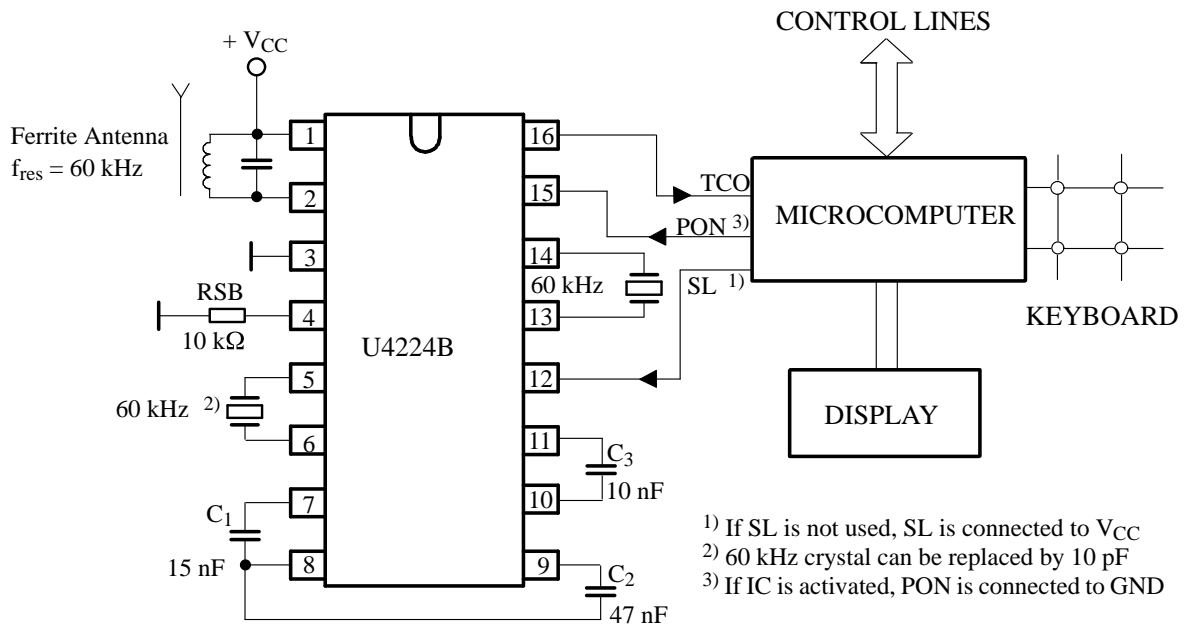 CONTROL LINES
+ VCC
Ferrite Antenna
fres = 60 kHz
1
16
2
15
TCO
MICROCOMPUTER
PON 3)
3
14
60 kHz
SL 1)
RSB
4
13
10 kΩ
KEYBOARD
U4224B
5
12
60 kHz 2)
DISPLAY
6
11
C3
10 nF
7
10
C1
15 nF
8
9
C2
47 nF
1) If SL is not used, SL is connected to VCC
2) 60 kHz crystal can be replaced by 10 pF
3) If IC is activated, PON is connected to GND